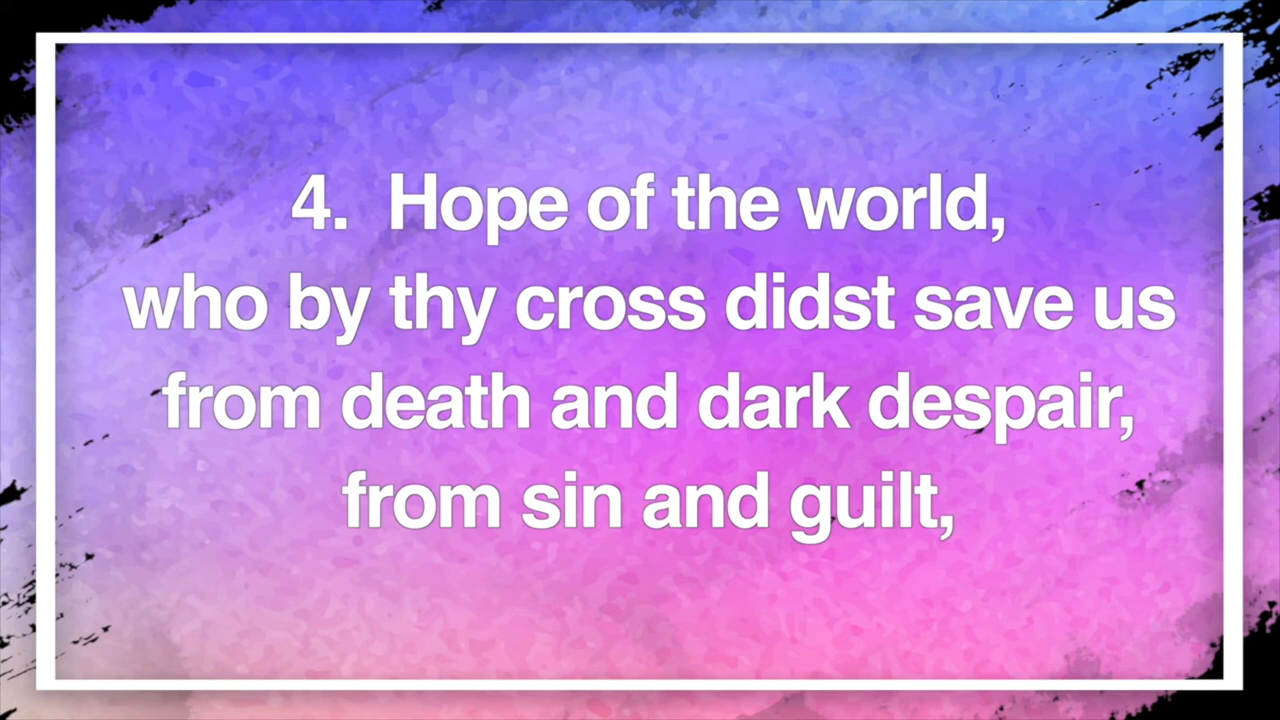 4.  Hope of the world,
who by thy cross didst save us
from death and dark despair,
from sin and guilt,